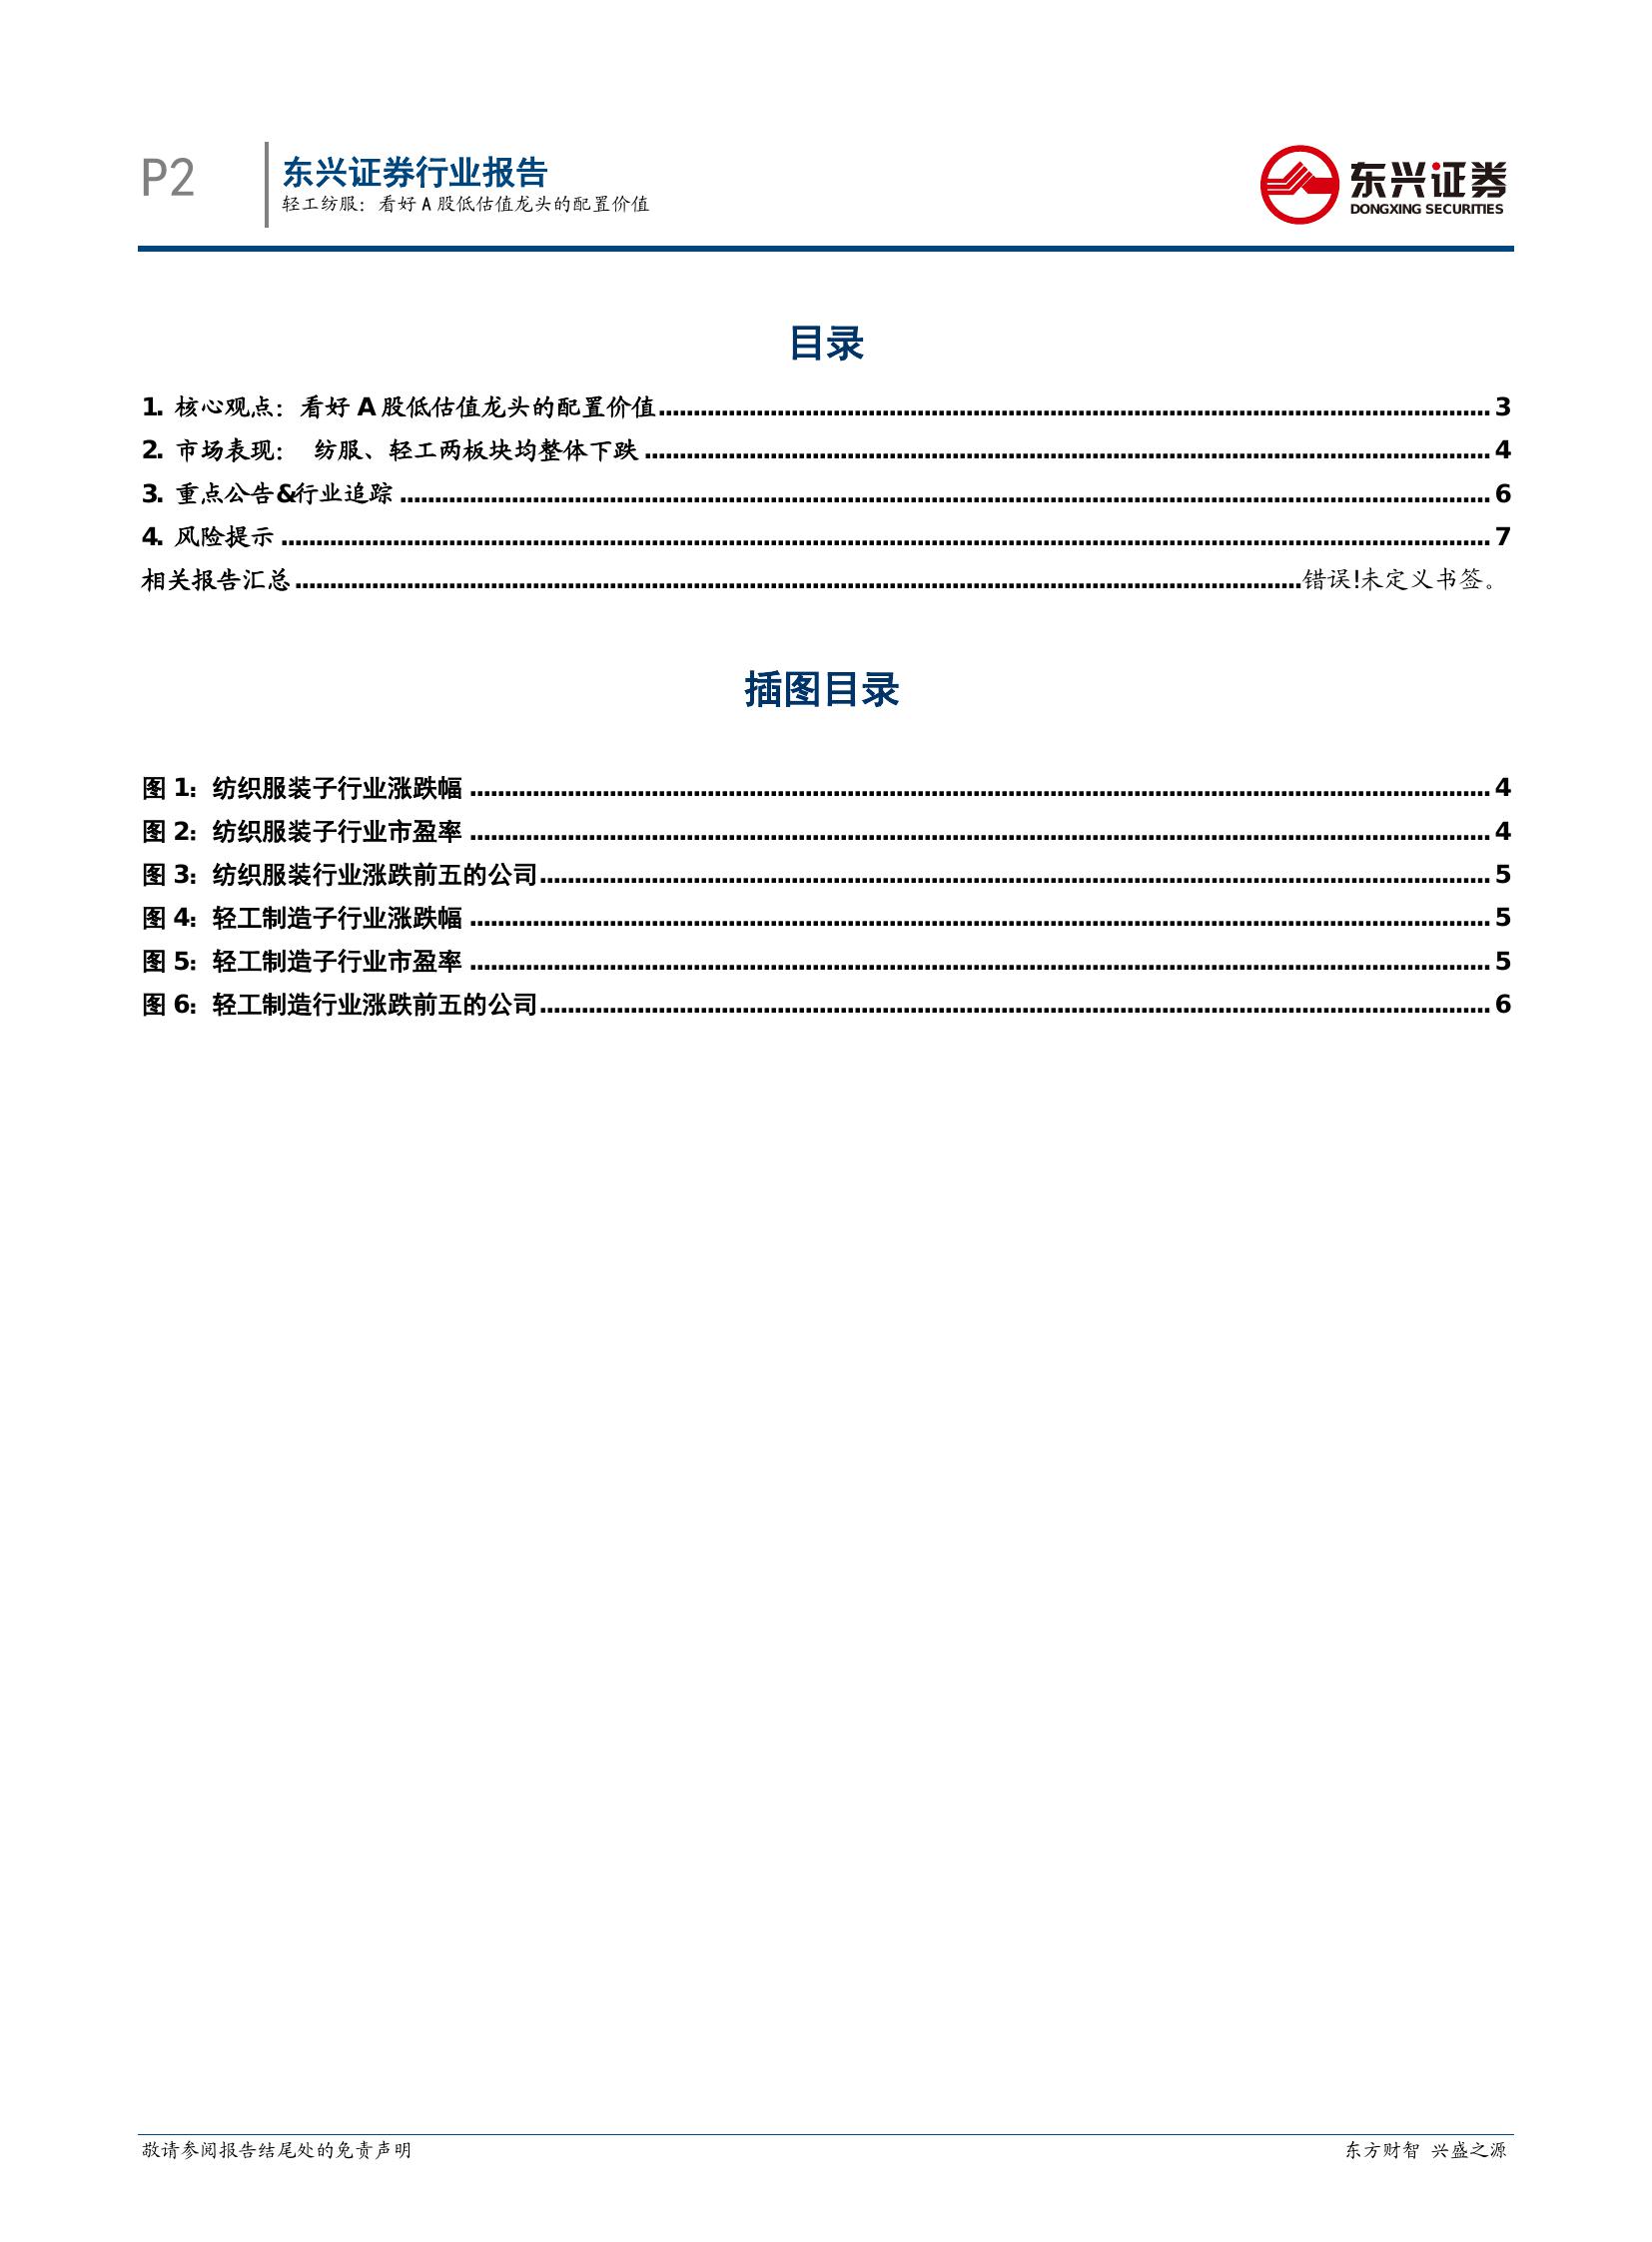 P2
东兴证券行业报告
轻工纺服：看好 A 股低估值龙头的配置价值
东兴证券
DONGXING SECURITIES
目录
1. 核心观点：看好 A 股低估值龙头的配置价值 3
2. 市场表现： 纺服、轻工两板块均整体下跌 4
3. 重点公告&行业追踪 6
4. 风险提示 7
相关报告汇总 错误!未定义书签。
插图目录
图 1：纺织服装子行业涨跌幅 4
图 2：纺织服装子行业市盈率 4
图 3：纺织服装行业涨跌前五的公司 5
图 4：轻工制造子行业涨跌幅 5
图 5：轻工制造子行业市盈率 5
图 6：轻工制造行业涨跌前五的公司 6
敬请参阅报告结尾处的免责声明
东方财智 兴盛之源